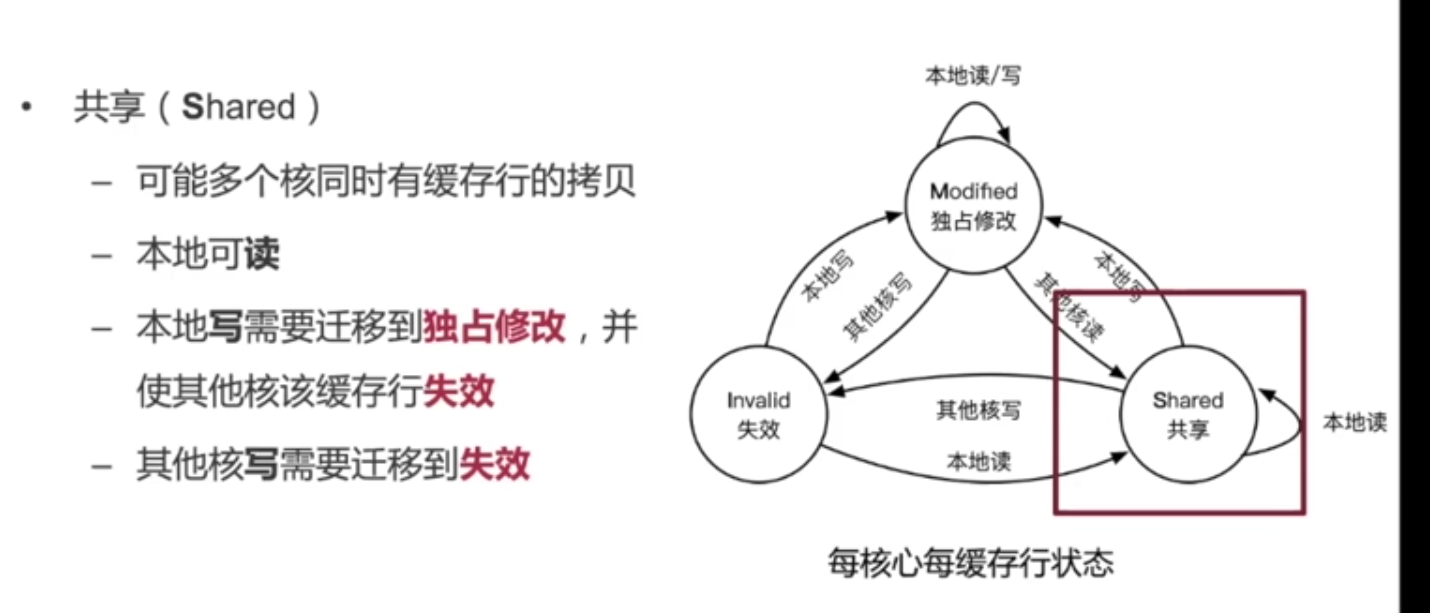 • 共享（Shared）
– 可能多个核同时有缓存行的拷贝
– 本地可读
– 本地写需要迁移到独占修改，并
使其他核该缓存行失效
– 其他核写需要迁移到失效
本地读/写
Modified
独占修改
本地写
其他核写
其他核读
本地写
Invalid
失效
其他核写
本地读
Shared
共享
本地读
每核心每缓存行状态